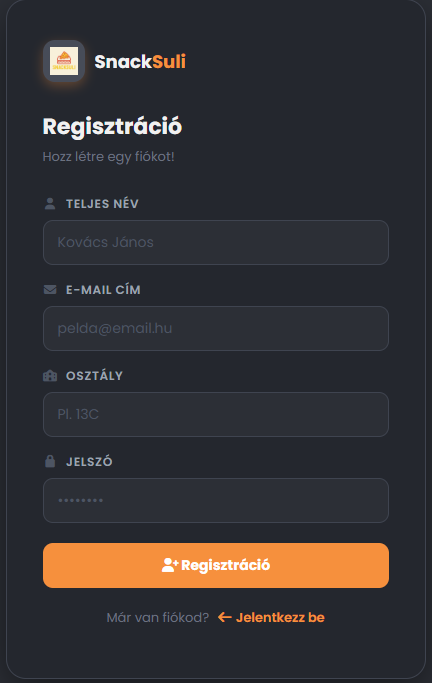 SnackSuli
Regisztráció
Hozz létre egy fiókot!
TELJES NÉV
Kovács János
E-MAIL CÍM
pelda@email.hu
OSZTÁLY
Pl. 13C
JELSZÓ
••••••••
Regisztráció
Már van fiókod? ← Jelentkezz be